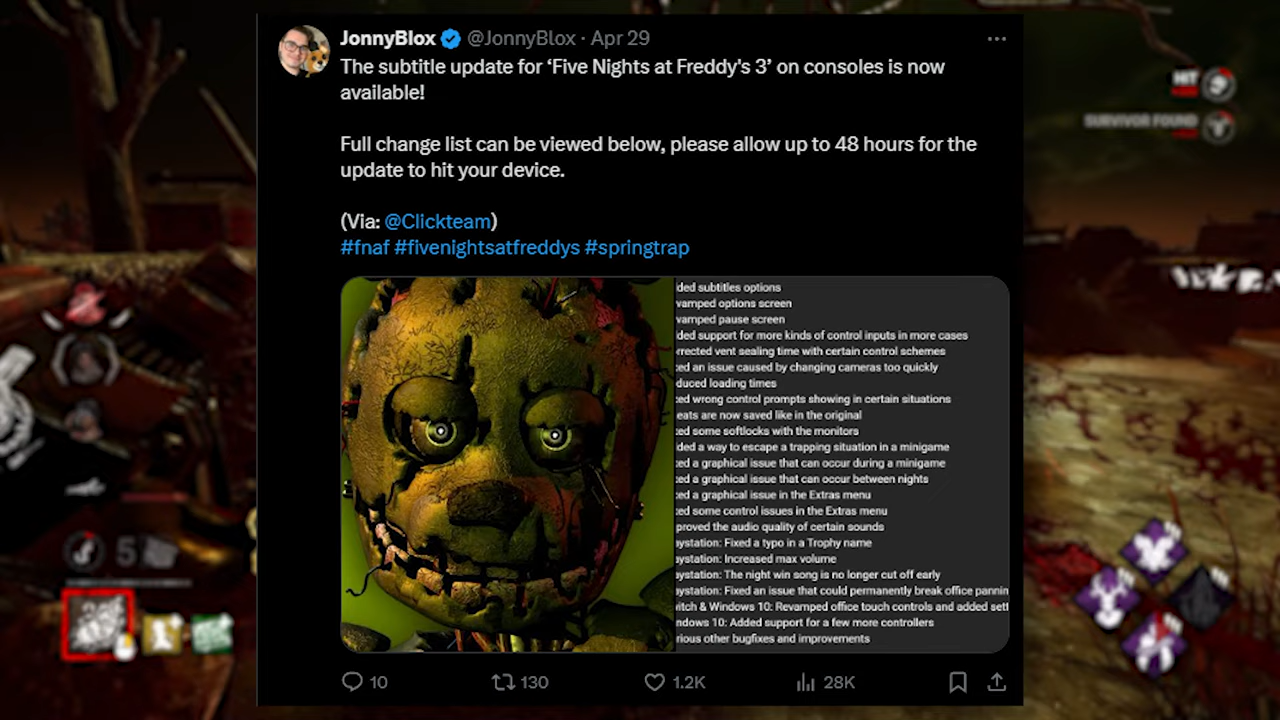 JonnyBlox @JonnyBlox · Apr 29
The subtitle update for ‘Five Nights at Freddy's 3’ on consoles is now
available!
Full change list can be viewed below, please allow up to 48 hours for the
update to hit your device.
(Via: @Clickteam)
#fnaf #fivenightsatfreddys #springtrap
ded subtitles options
vamped options screen
vamped pause screen
ded support for more kinds of control inputs in more cases
rrected vent sealing time with certain control schemes
ed an issue caused by changing cameras too quickly
duced loading times
ed wrong control prompts showing in certain situations
eats are now saved like in the original
ed some softlocks with the monitors
ded a way to escape a trapping situation in a minigame
ed a graphical issue that can occur during a minigame
ed a graphical issue that can occur between nights
ed a graphical issue in the Extras menu
ed some control issues in the Extras menu
proved the audio quality of certain sounds
aystation: Fixed a typo in a Trophy name
aystation: Increased max volume
aystation: The night win song is no longer cut off early
aystation: Fixed an issue that could permanently break office pannin
witch & Windows 10: Revamped office touch controls and added sett
ndows 10: Added support for a few more controllers
rious other bugfixes and improvements
10 130 1.2K 28K
HIT
SURVIVOR FOUND
5